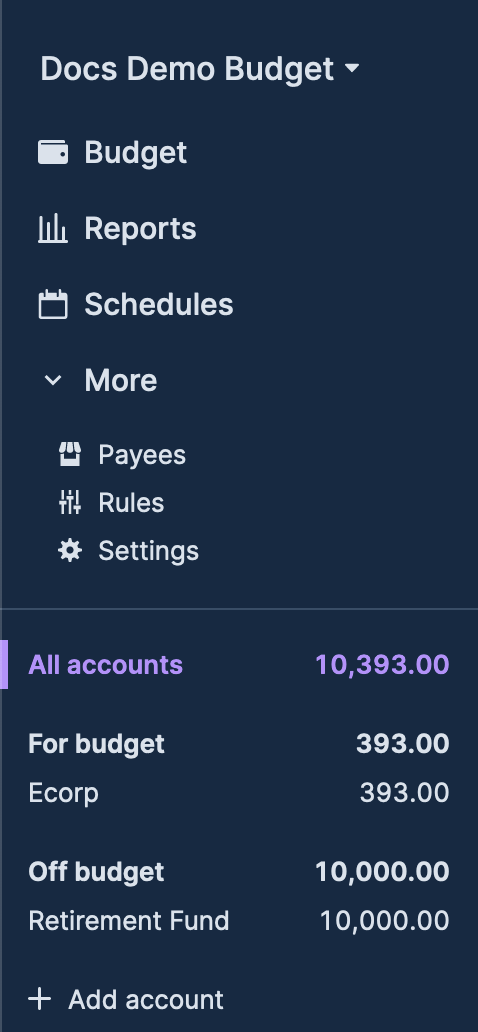 Docs Demo Budget
Budget
Reports
Schedules
More
Payees
Rules
Settings
All accounts 10,393.00
For budget 393.00
Ecorp 393.00
Off budget 10,000.00
Retirement Fund 10,000.00
+ Add account